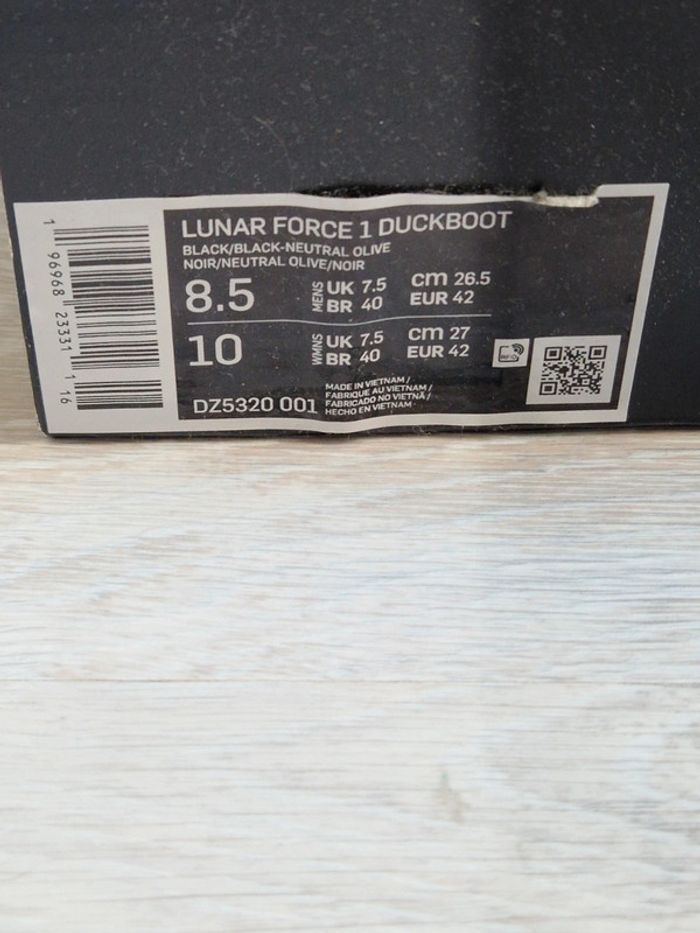 LUNAR FORCE 1 DUCKBOOT
BLACK/BLACK-NEUTRAL OLIVE
NOIR/NEUTRAL OLIVE/NOIR
8.5 MENS UK 7.5 cm 26.5
BR 40 EUR 42
10 WMNS UK 7.5 cm 27
BR 40 EUR 42
RFID
DZ5320 001
MADE IN VIETNAM /
FABRIQUE AU VIETNAM /
FABRICADO NO VIETNÃ /
HECHO EN VIETNAM
1 96968 23331 1 16